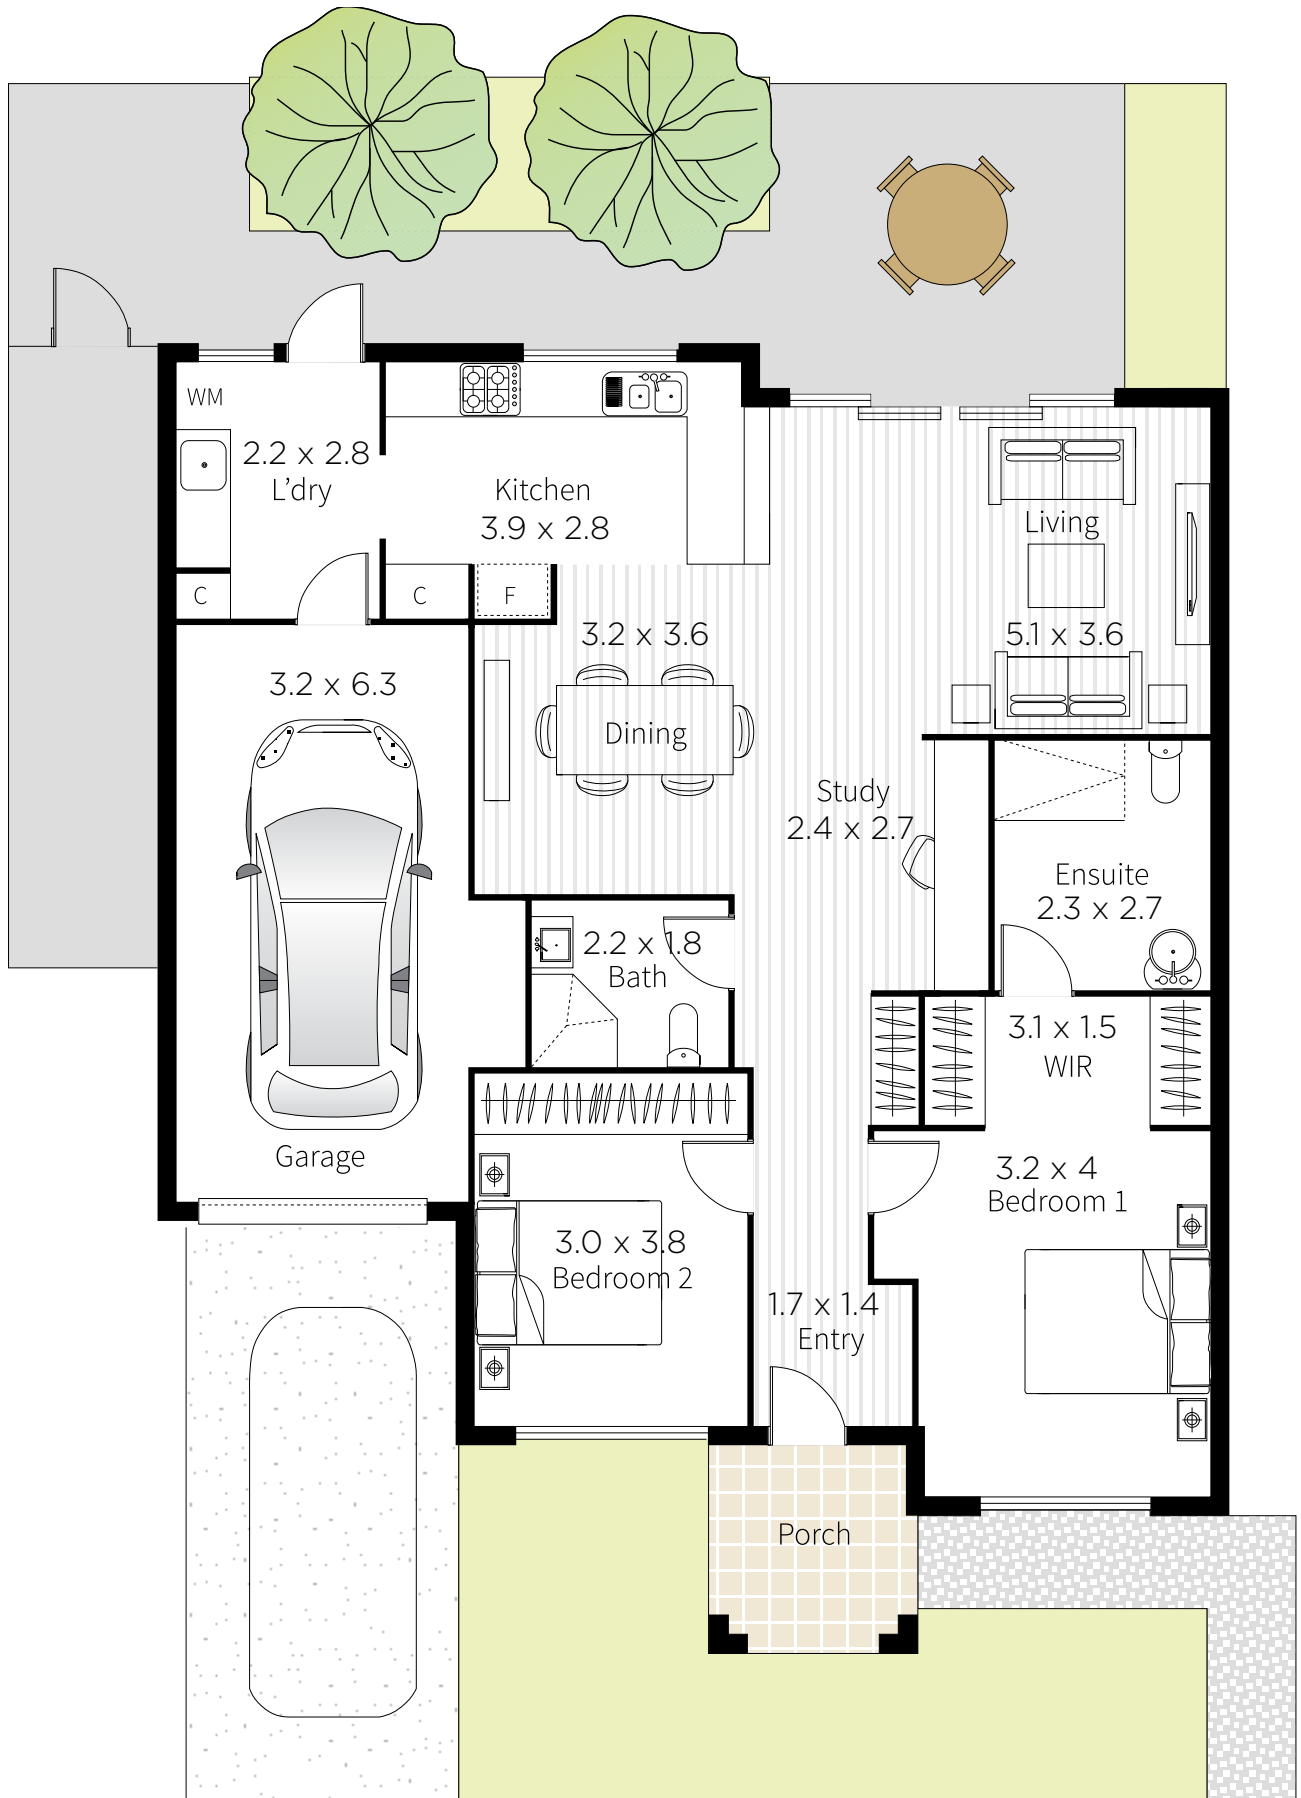 WM
2.2 x 2.8
L’dry
Kitchen
3.9 x 2.8
Living
C
C
F
3.2 x 3.6
5.1 x 3.6
3.2 x 6.3
Dining
Study
2.4 x 2.7
Ensuite
2.3 x 2.7
2.2 x 1.8
Bath
3.1 x 1.5
WIR
Garage
3.2 x 4
Bedroom 1
3.0 x 3.8
Bedroom 2
1.7 x 1.4
Entry
Porch